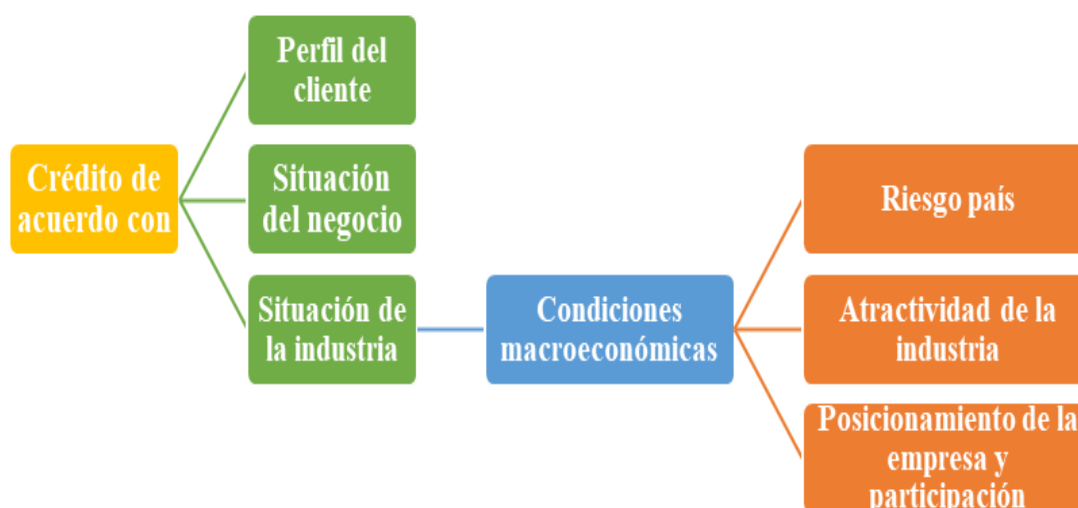 Crédito de
acuerdo con
Perfil del
cliente
Situación
del negocio
Situación de
la industria
Condiciones
macroeconómicas
Riesgo país
Atractividad de la
industria
Posicionamiento de la
empresa y
participación